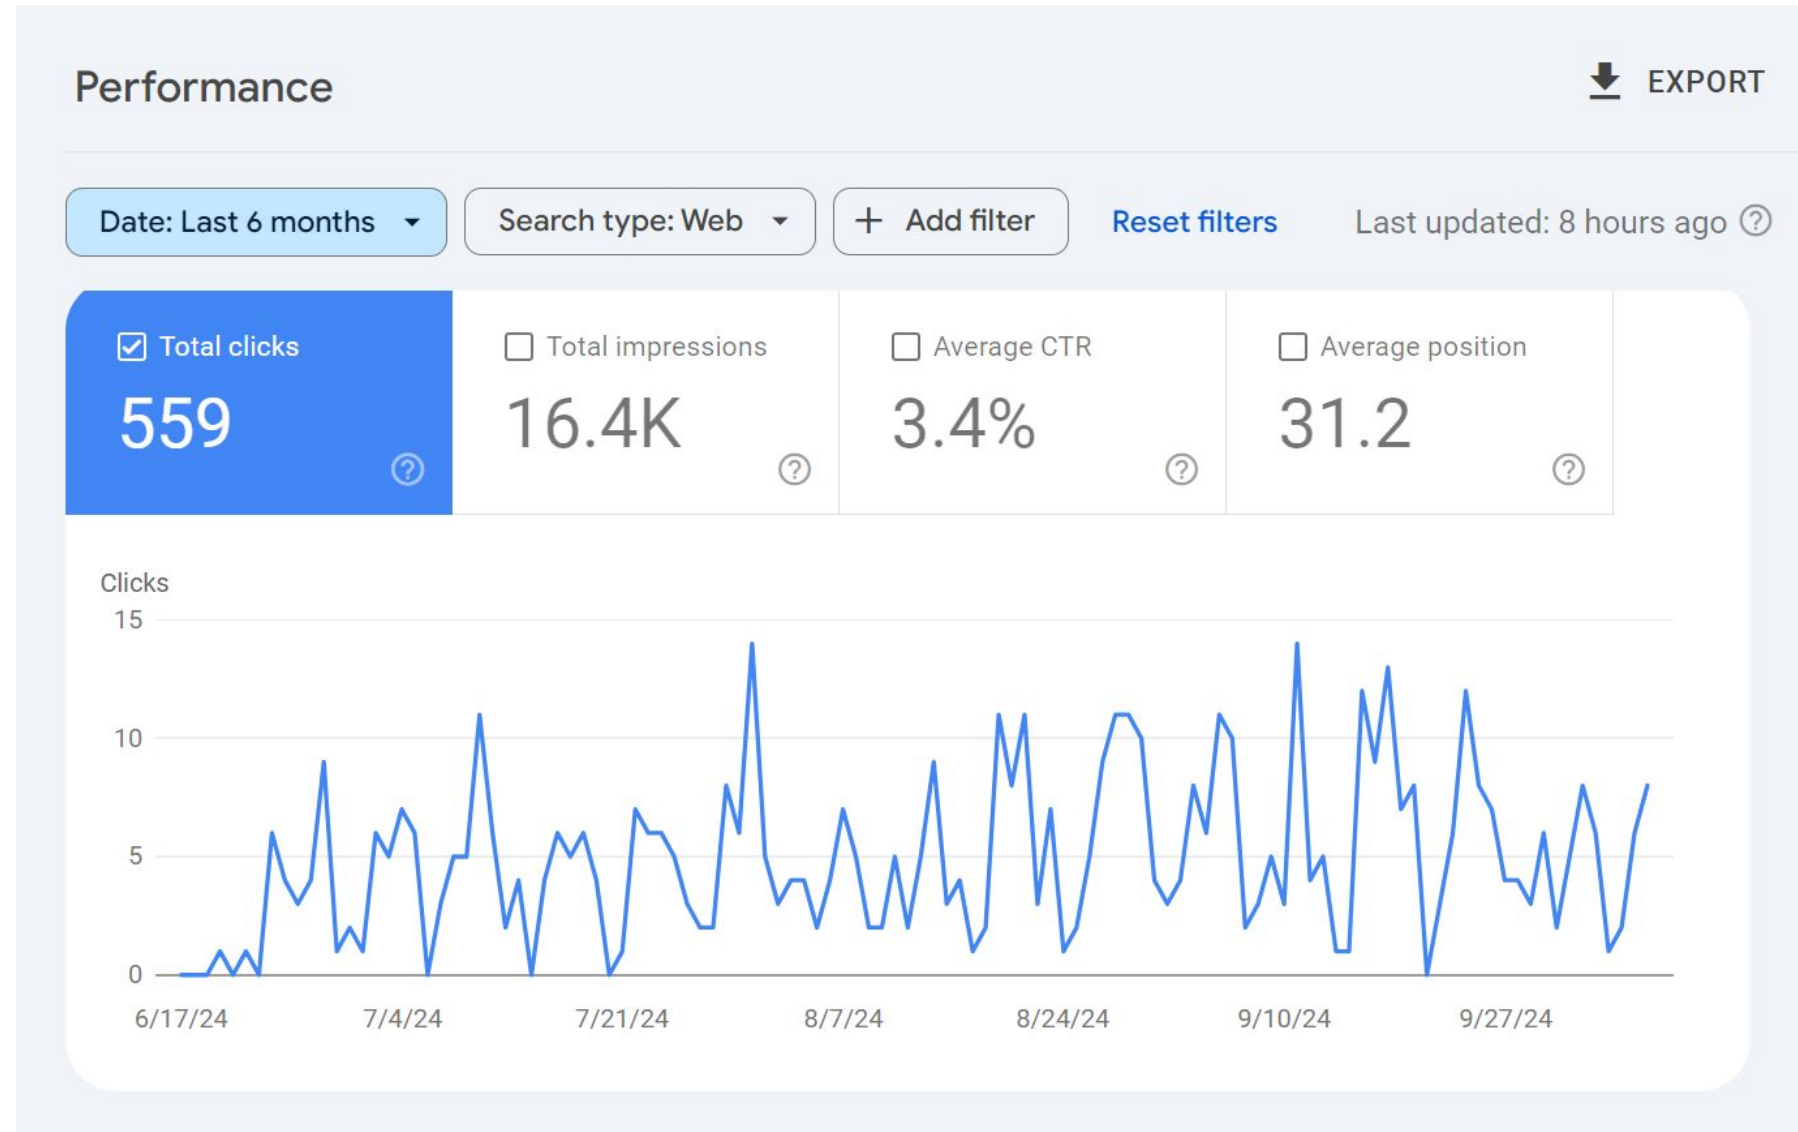 Performance
EXPORT
Date: Last 6 months
Search type: Web
+ Add filter
Reset filters
Last updated: 8 hours ago
Total clicks
559
Total impressions
16.4K
Average CTR
3.4%
Average position
31.2
Clicks
15
10
5
0
6/17/24 7/4/24 7/21/24 8/7/24 8/24/24 9/10/24 9/27/24